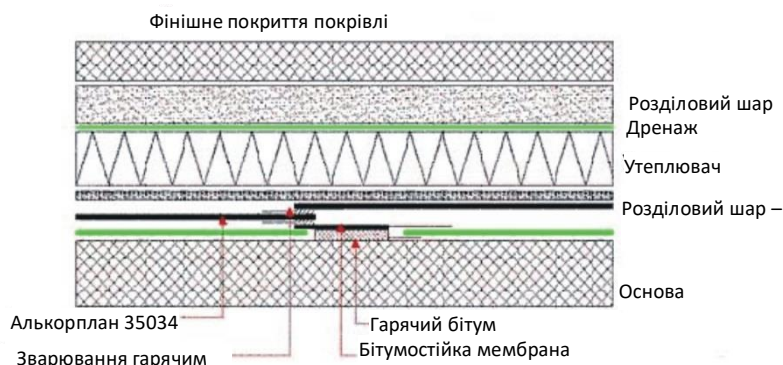 Фінішне покриття покрівлі
Розділовий шар
Дренаж
Утеплювач
Розділовий шар –
Основа
Алькорплан 35034
Гарячий бітум
Зварювання гарячим
Бітумостійка мембрана